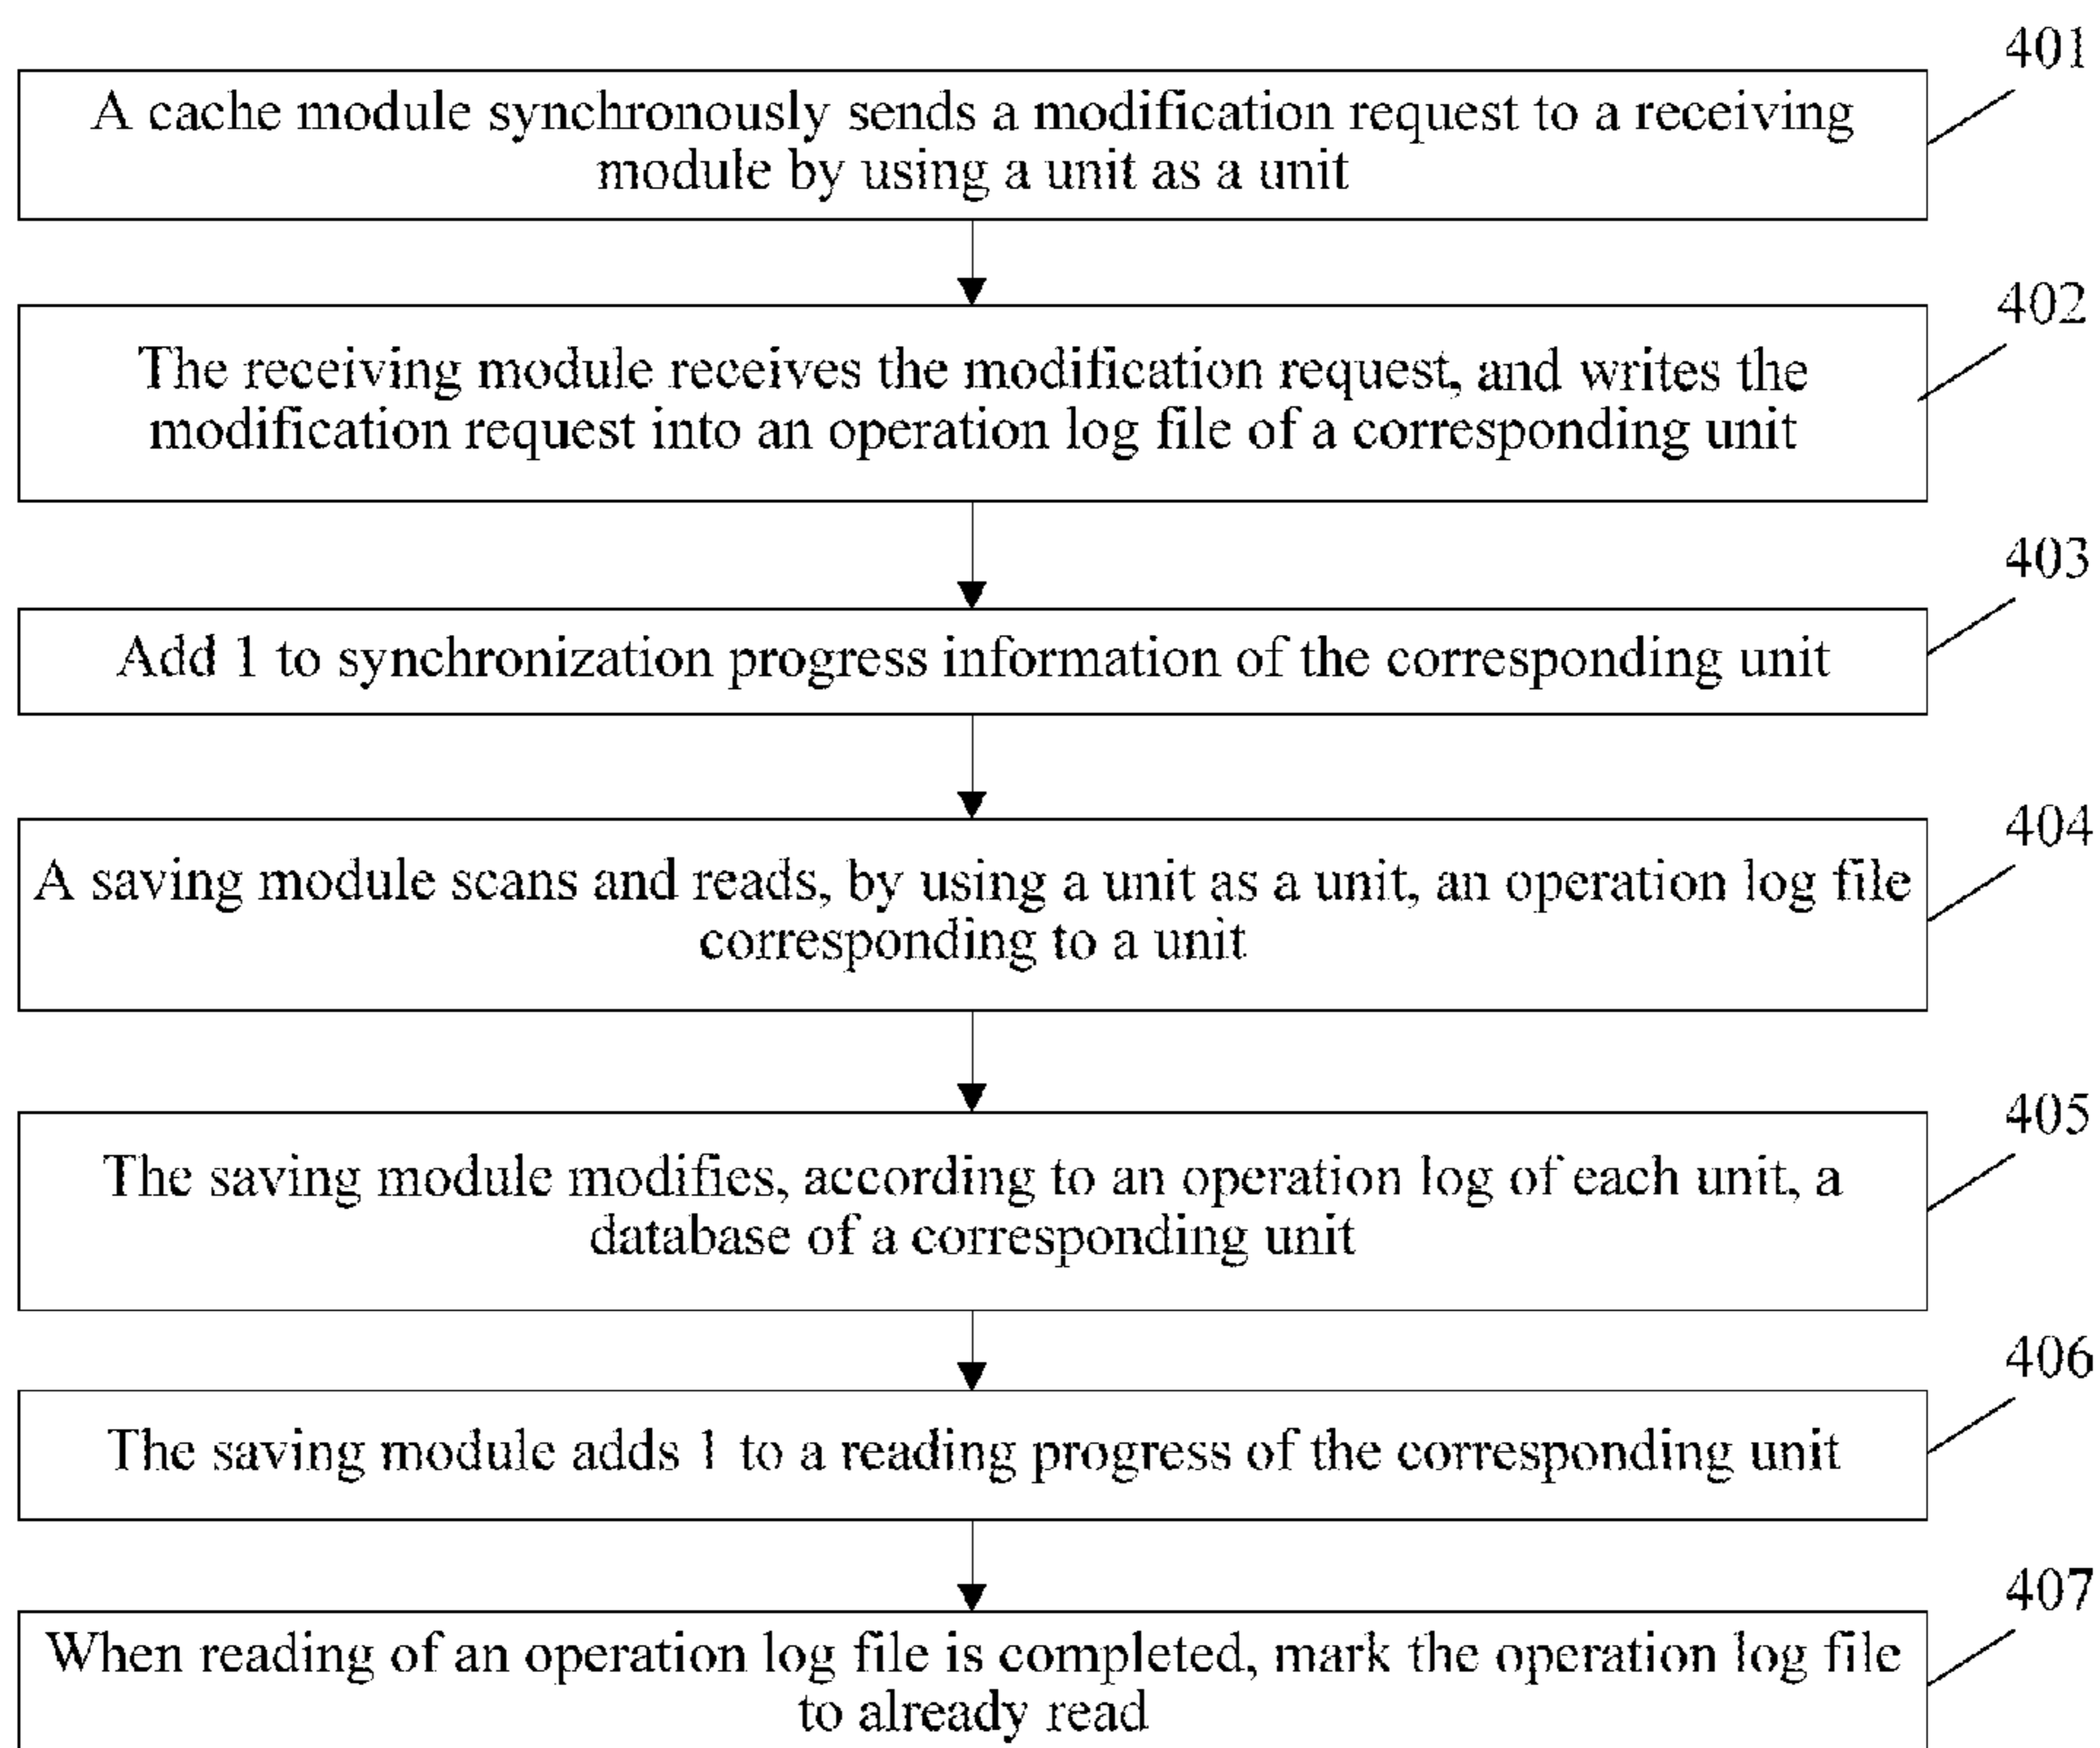 401
A cache module synchronously sends a modification request to a receiving
module by using a unit as a unit
402
The receiving module receives the modification request, and writes the
modification request into an operation log file of a corresponding unit
403
Add 1 to synchronization progress information of the corresponding unit
404
A saving module scans and reads, by using a unit as a unit, an operation log file
corresponding to a unit
405
The saving module modifies, according to an operation log of each unit, a
database of a corresponding unit
406
The saving module adds 1 to a reading progress of the corresponding unit
407
When reading of an operation log file is completed, mark the operation log file
to already read